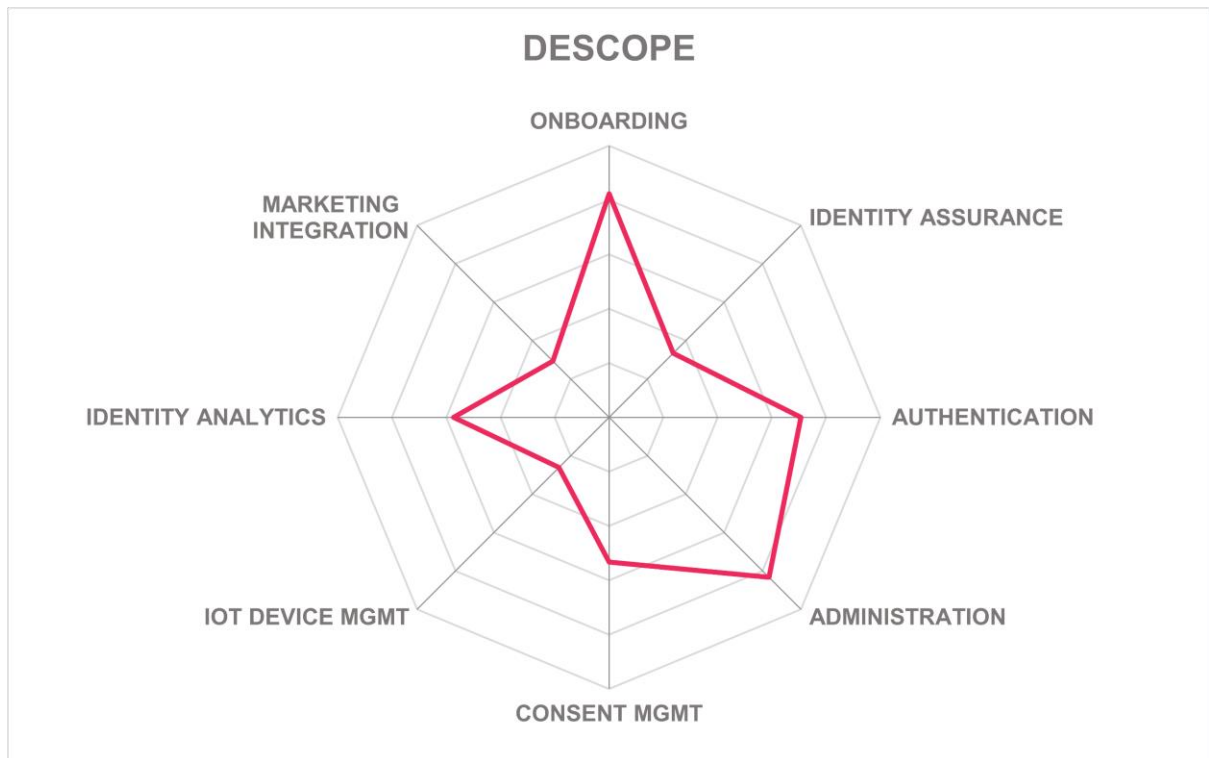 DESCOPE
ONBOARDING
MARKETING
INTEGRATION
IDENTITY ASSURANCE
IDENTITY ANALYTICS
AUTHENTICATION
IOT DEVICE MGMT
ADMINISTRATION
CONSENT MGMT